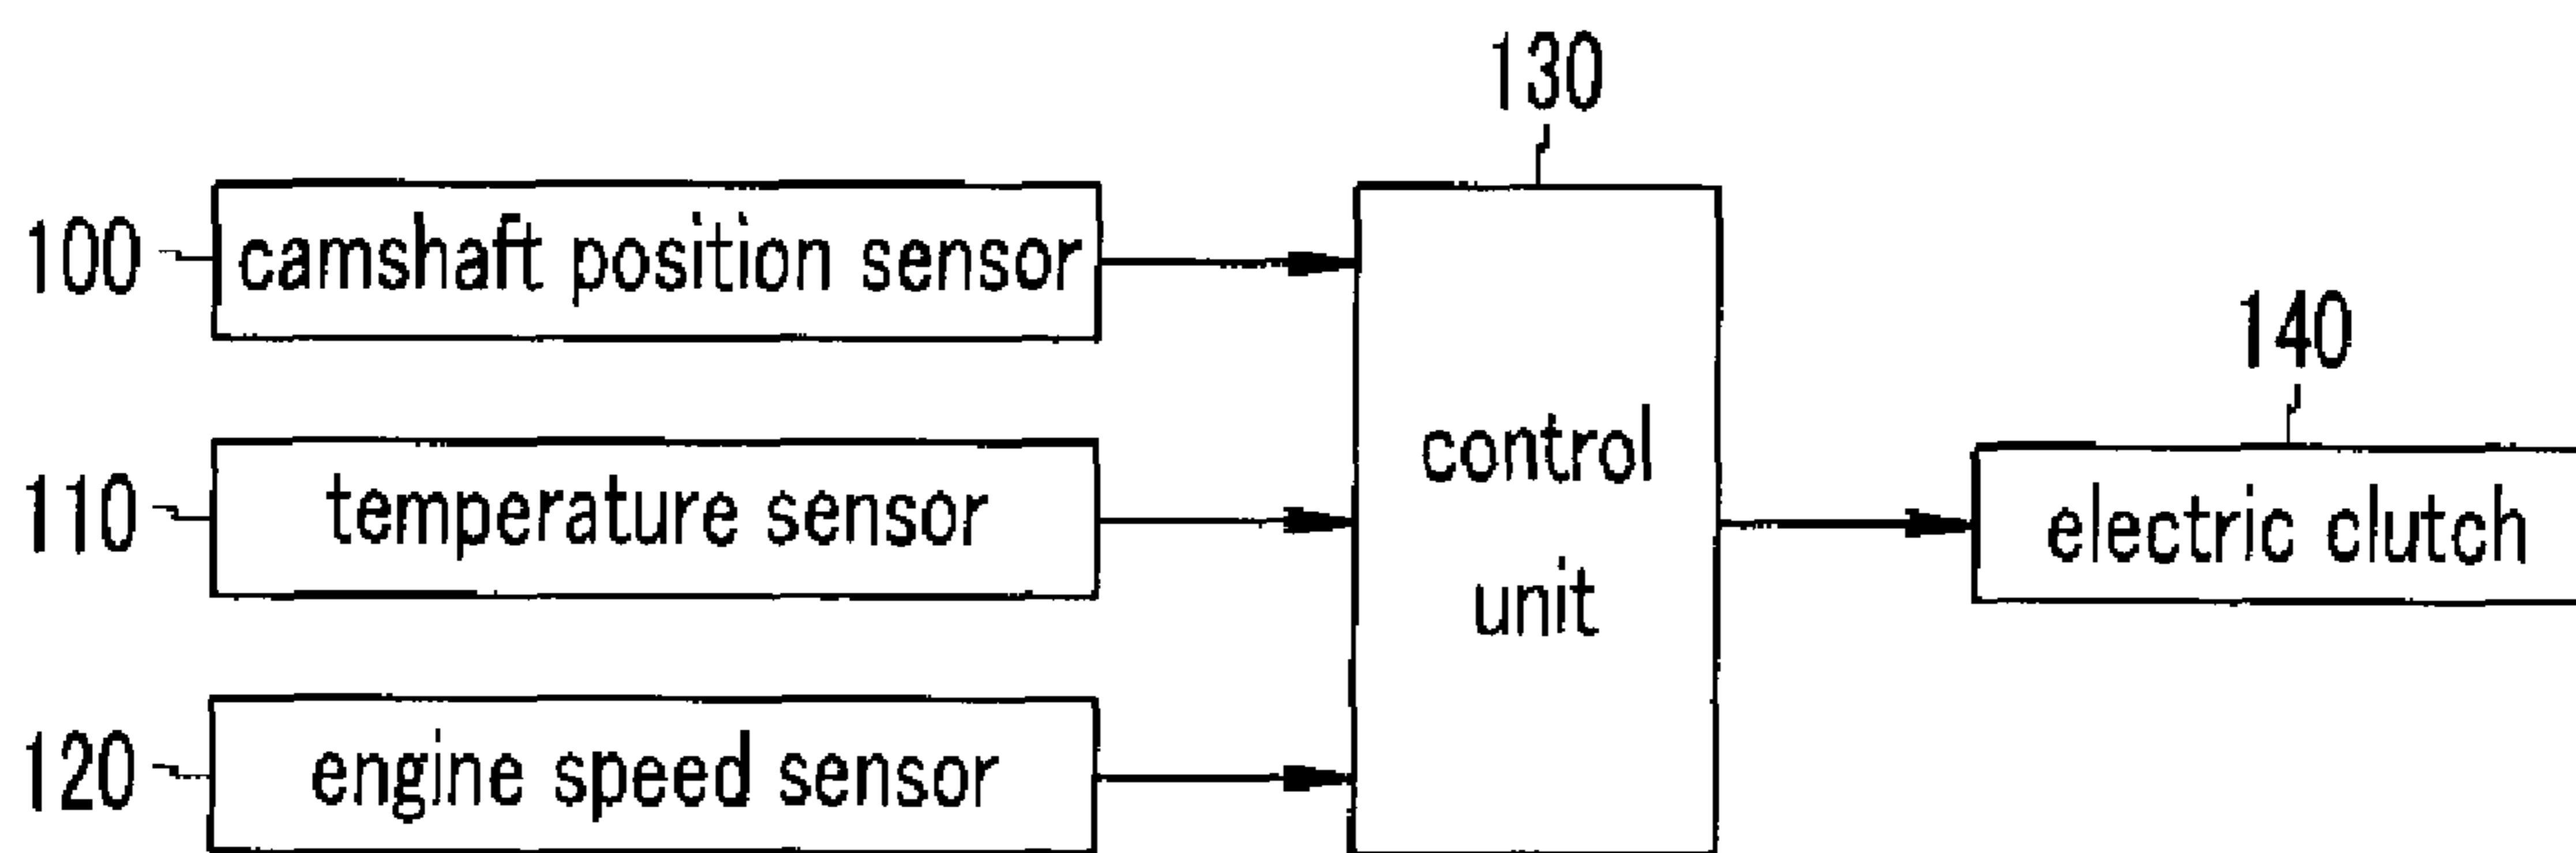 130
100 camshaft position sensor
140
control
110 temperature sensor
electric clutch
unit
120 engine speed sensor